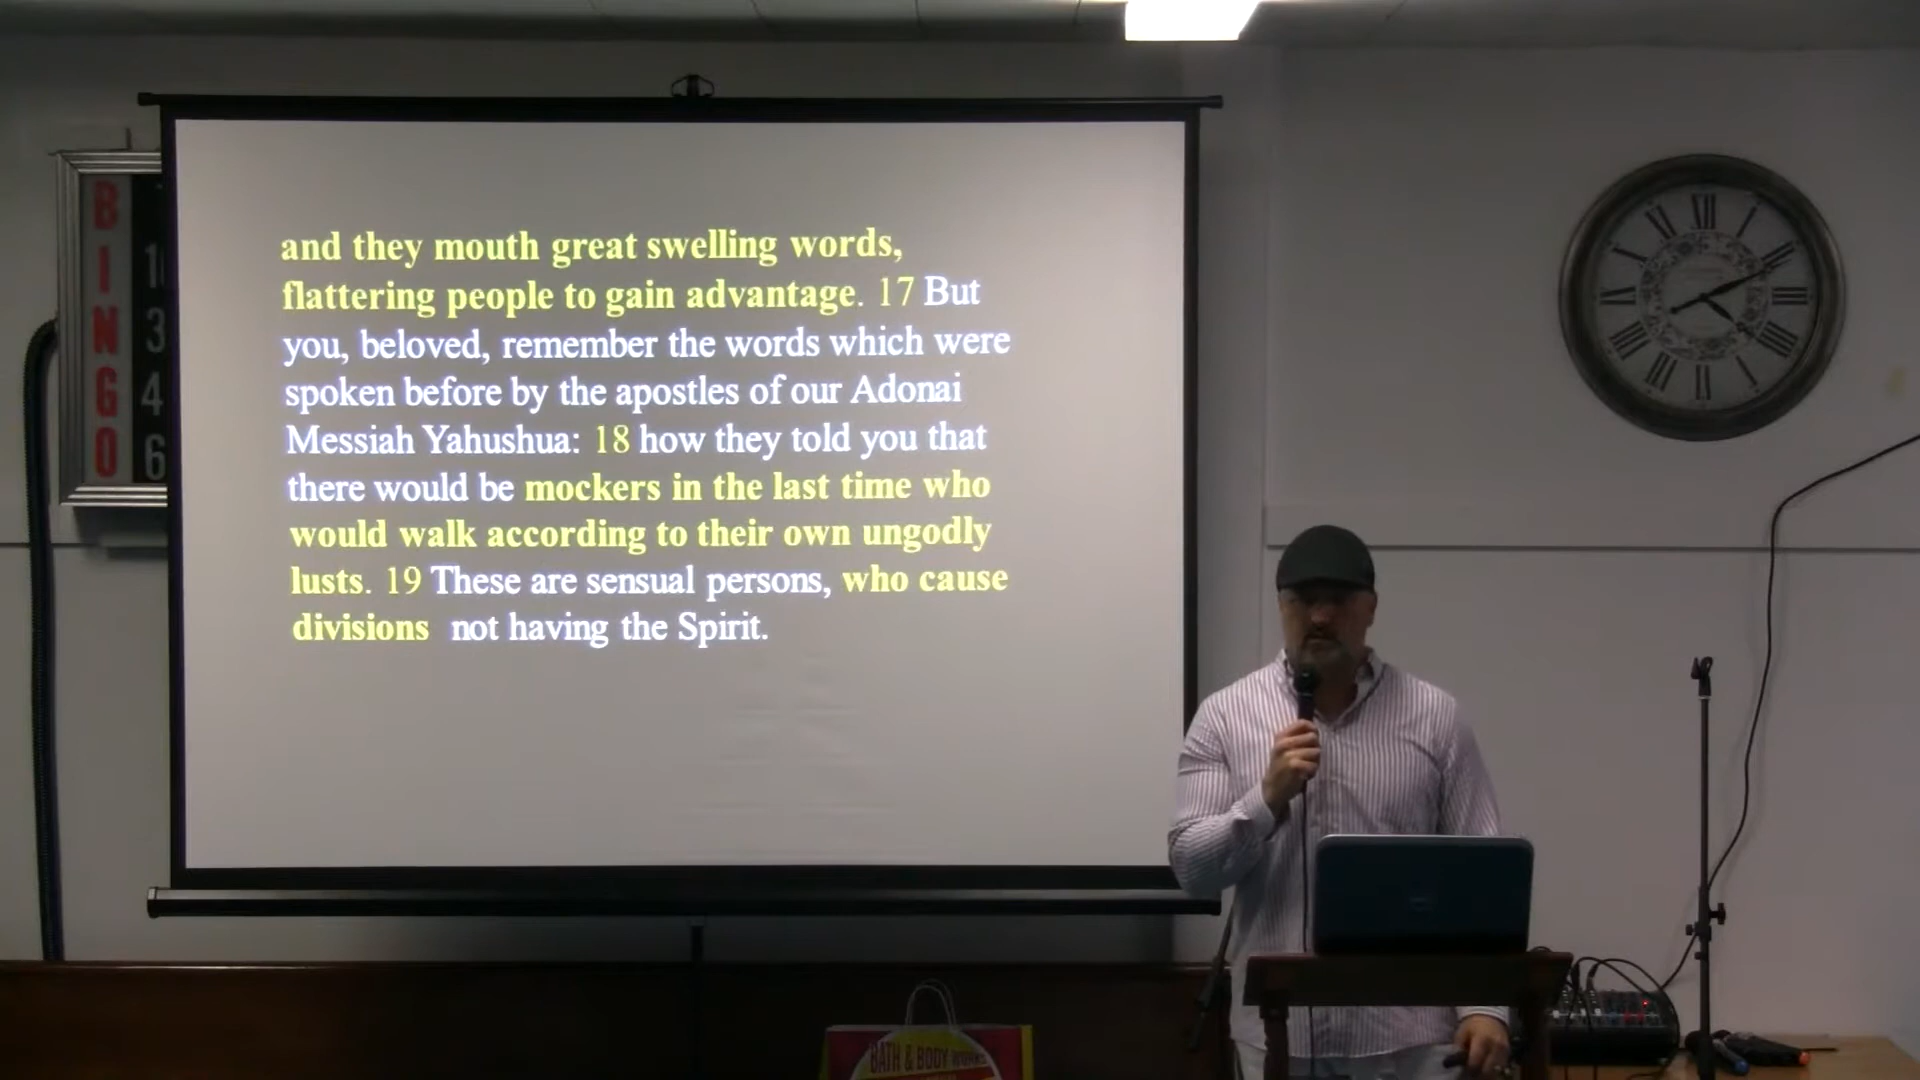 and they mouth great swelling words,
flattering people to gain advantage. 17 But
you, beloved, remember the words which were
spoken before by the apostles of our Adonai
Messiah Yahushua: 18 how they told you that
there would be mockers in the last time who
would walk according to their own ungodly
lusts. 19 These are sensual persons, who cause
divisions not having the Spirit.
BINGO
3
4
6
XII
BATH & BODY WORKS